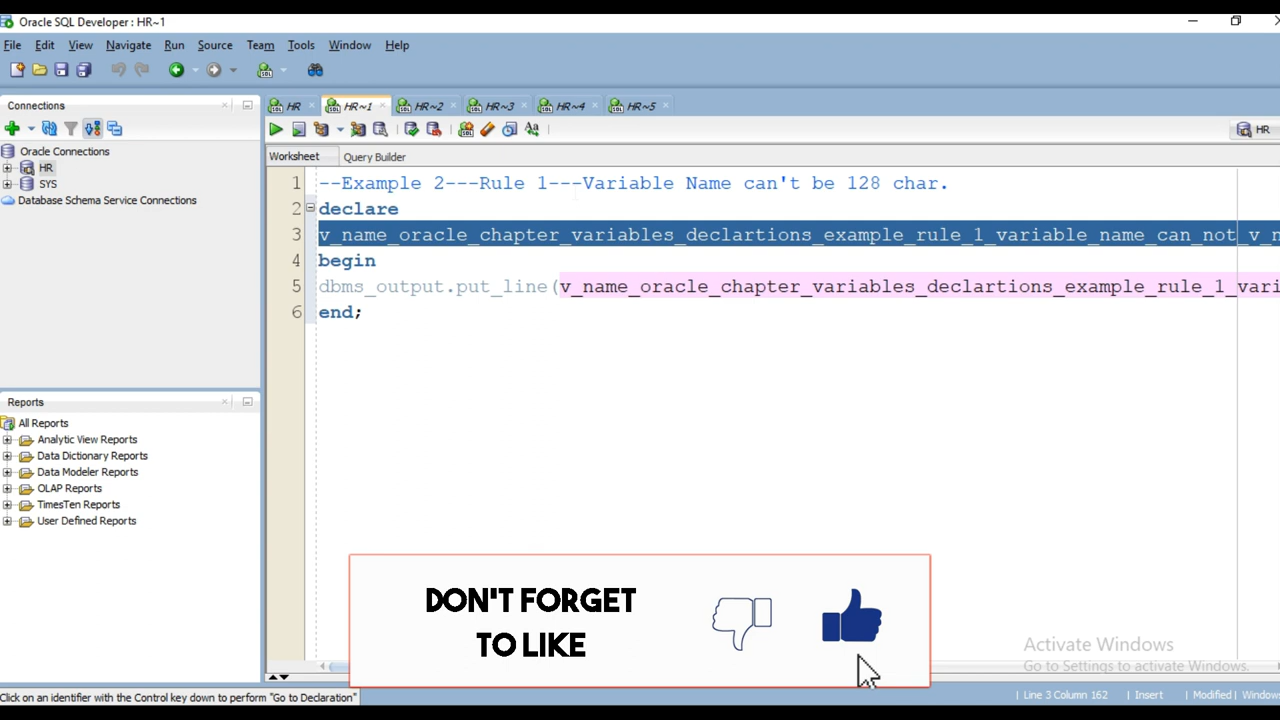 Oracle SQL Developer : HR~1
File Edit View Navigate Run Source Team Tools Window Help
Connections
HR HR~1 HR~2 HR~3 HR~4 HR~5
HR
Oracle Connections
HR
SYS
Database Schema Service Connections
Worksheet Query Builder
1 --Example 2---Rule 1---Variable Name can't be 128 char.
2 declare
3 v_name_oracle_chapter_variables_declartions_example_rule_1_variable_name_can_not_v_n
4 begin
5 dbms_output.put_line(v_name_oracle_chapter_variables_declartions_example_rule_1_vari
6 end;
Reports
All Reports
Analytic View Reports
Data Dictionary Reports
Data Modeler Reports
OLAP Reports
TimesTen Reports
User Defined Reports
DON'T FORGET
TO LIKE
Activate Windows
Go to Settings to activate Windows.
Click on an identifier with the Control key down to perform "Go to Declaration"
Line 3 Column 162 Insert Modified Window